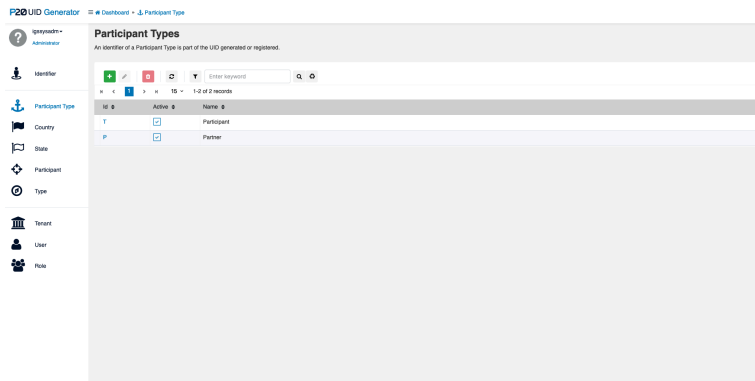 P20 UID Generator
Dashboard » Participant Type
igssysadm
Administrator
Identifier
Participant Type
Country
State
Participant
Type
Tenant
User
Role
Participant Types
An identifier of a Participant Type is part of the UID generated or registered.
Enter keyword
« < 1 > » 15 1-2 of 2 records
Id Active Name
T Participant
P Partner